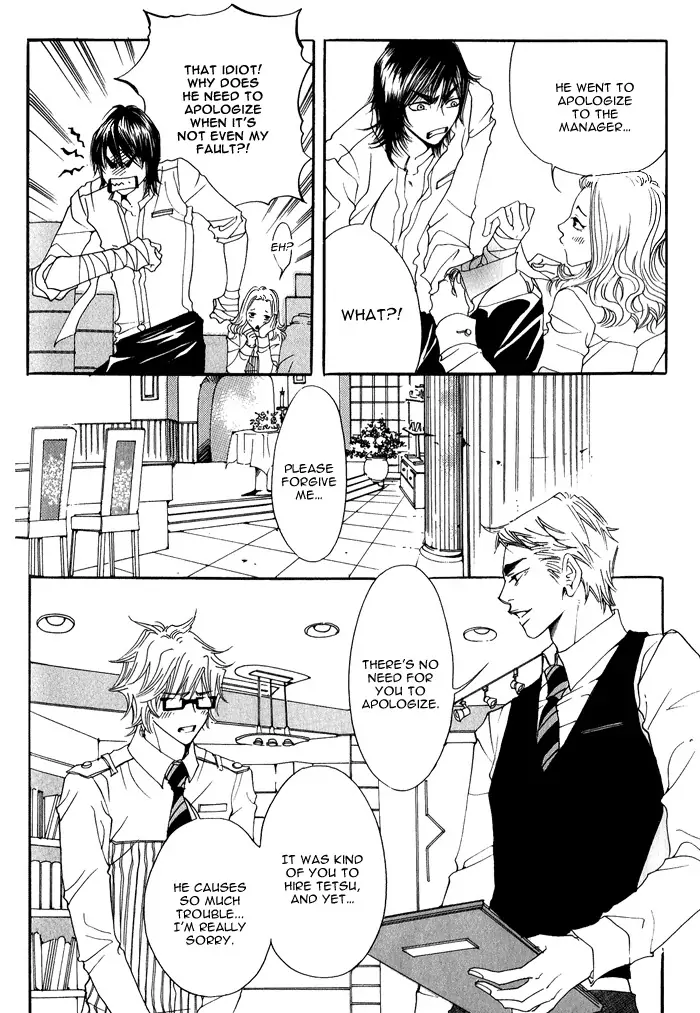 HE WENT TO
APOLOGIZE
TO THE
MANAGER...
WHAT?!
THAT IDIOT!
WHY DOES
HE NEED TO
APOLOGIZE
WHEN IT'S
NOT EVEN MY
FAULT?!
EH?
PLEASE
FORGIVE
ME...
THERE'S NO
NEED FOR
YOU TO
APOLOGIZE.
IT WAS KIND
OF YOU TO
HIRE TETSU,
AND YET...
HE CAUSES
SO MUCH
TROUBLE...
I'M REALLY
SORRY.